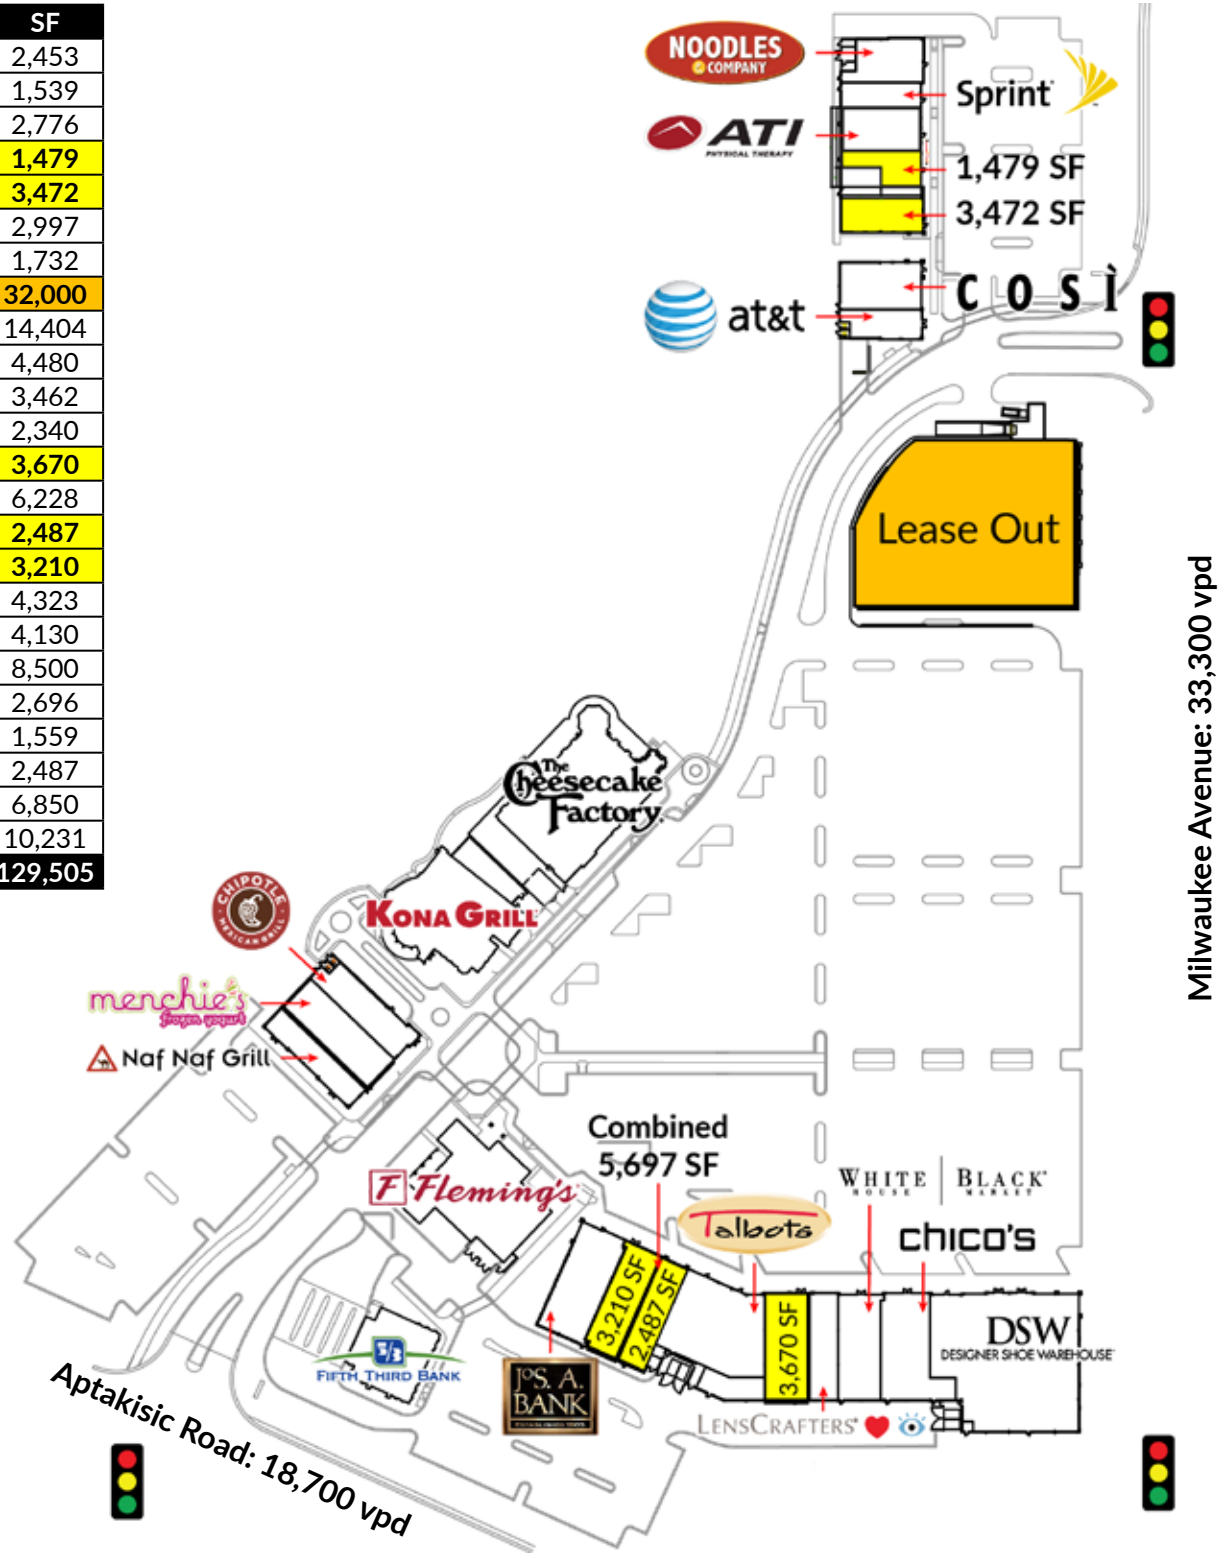 SF
2,453
1,539
2,776
1,479
3,472
2,997
1,732
32,000
14,404
4,480
3,462
2,340
3,670
6,228
2,487
3,210
4,323
4,130
8,500
2,696
1,559
2,487
6,850
10,231
129,505
NOODLES
& COMPANY
Sprint
ATI
PHYSICAL THERAPY
1,479 SF
3,472 SF
COSÌ
at&t
Lease Out
Milwaukee Avenue: 33,300 vpd
The
Cheesecake
Factory
CHIPOTLE
MEXICAN GRILL
KONA GRILL
menchie's
frozen yogurt
Naf Naf Grill
Combined
5,697 SF
Fleming's
WHITE BLACK
HOUSE MARKET
Talbots
chico's
3,210 SF
2,487 SF
3,670 SF
DSW
DESIGNER SHOE WAREHOUSE
5/3
FIFTH THIRD BANK
JoS. A.
BANK
LENSCRAFTERS
Aptakisic Road: 18,700 vpd